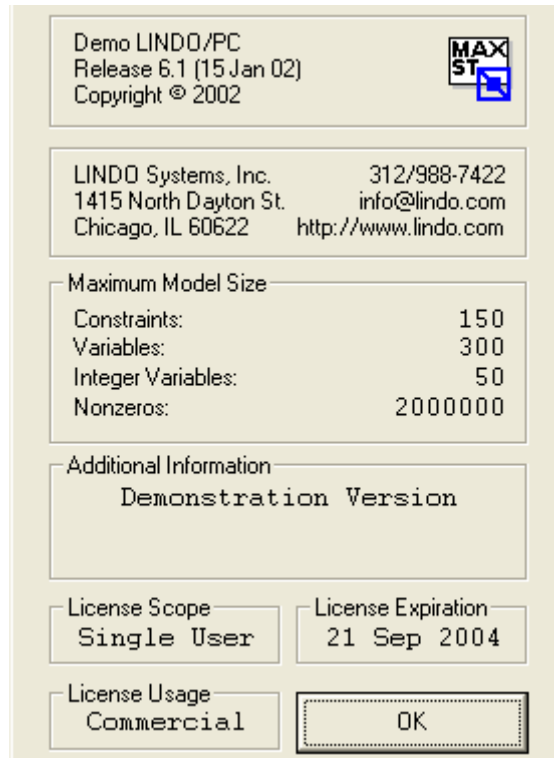 Demo LINDO/PC
Release 6.1 (15 Jan 02)
Copyright © 2002
MAX
ST
LINDO Systems, Inc. 312/988-7422
1415 North Dayton St. info@lindo.com
Chicago, IL 60622 http://www.lindo.com
Maximum Model Size
Constraints: 150
Variables: 300
Integer Variables: 50
Nonzeros: 2000000
Additional Information
Demonstration Version
License Scope
Single User
License Expiration
21 Sep 2004
License Usage
Commercial
OK